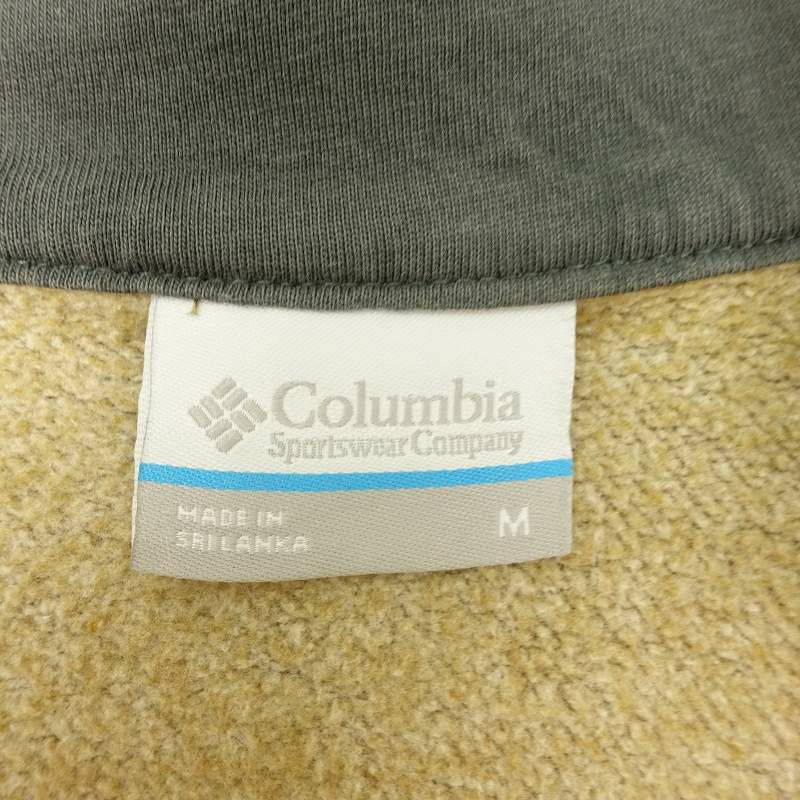 Columbia
Sportswear Company
MADE IN
SRI LANKA
M